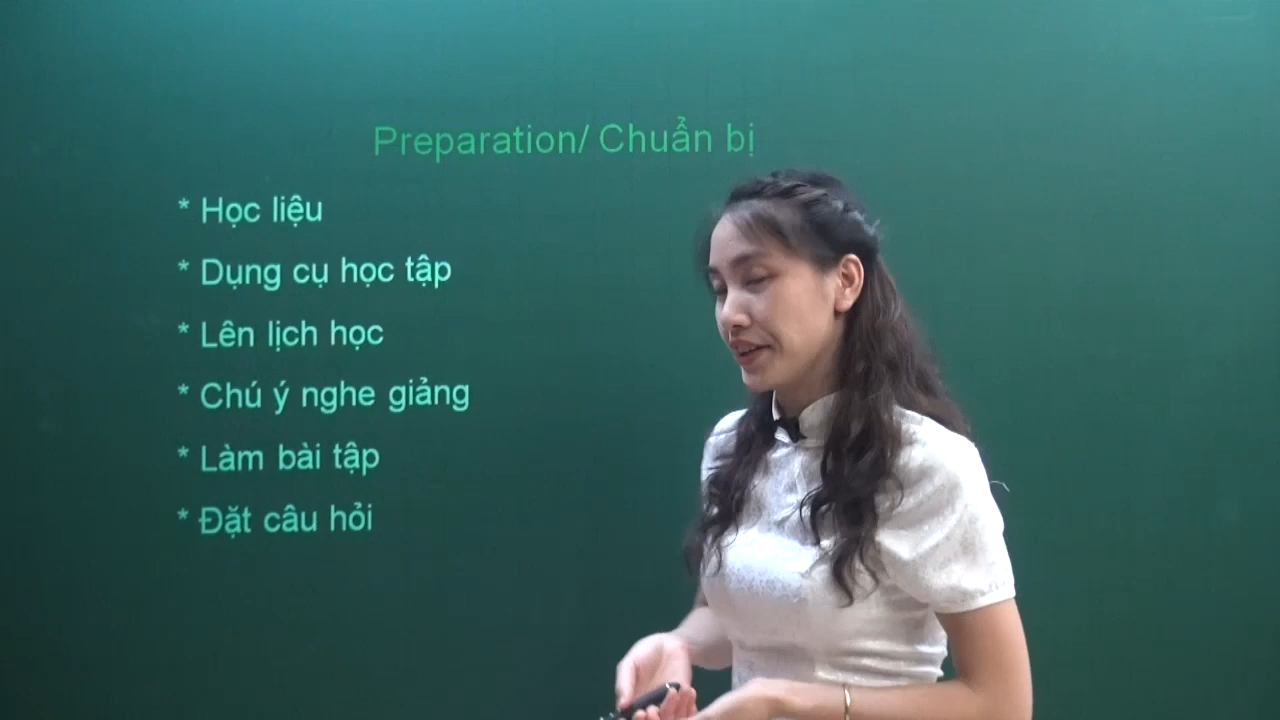 Preparation/ Chuẩn bị
* Học liệu
* Dụng cụ học tập
* Lên lịch học
* Chú ý nghe giảng
* Làm bài tập
* Đặt câu hỏi